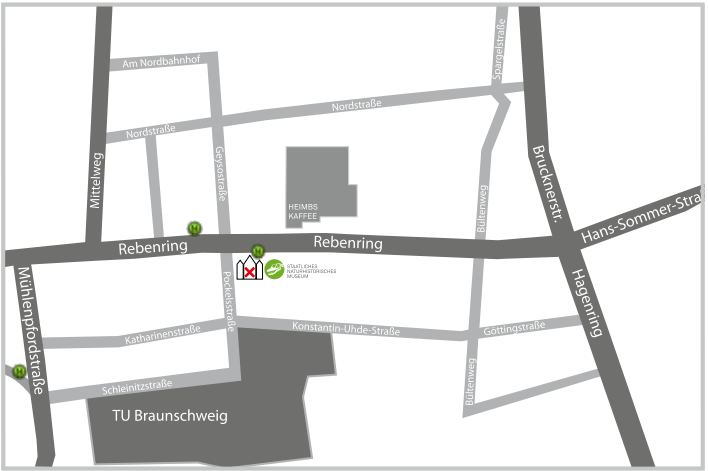 Am Nordbahnhof
Spargelstraße
Nordstraße
Nordstraße
Mittelweg
Geysostraße
Brucknerstr.
HEIMBS
KAFFEE
Bültenweg
Hans-Sommer-Stra
H
Rebenring
Rebenring
H
STAATLICHES
NATURHISTORISCHES
MUSEUM
Mühlenpfordtstraße
Pockelsstraße
Hagenring
Katharinenstraße
Konstantin-Uhde-Straße
Göttingstraße
H
Schleinitzstraße
Bültenweg
TU Braunschweig